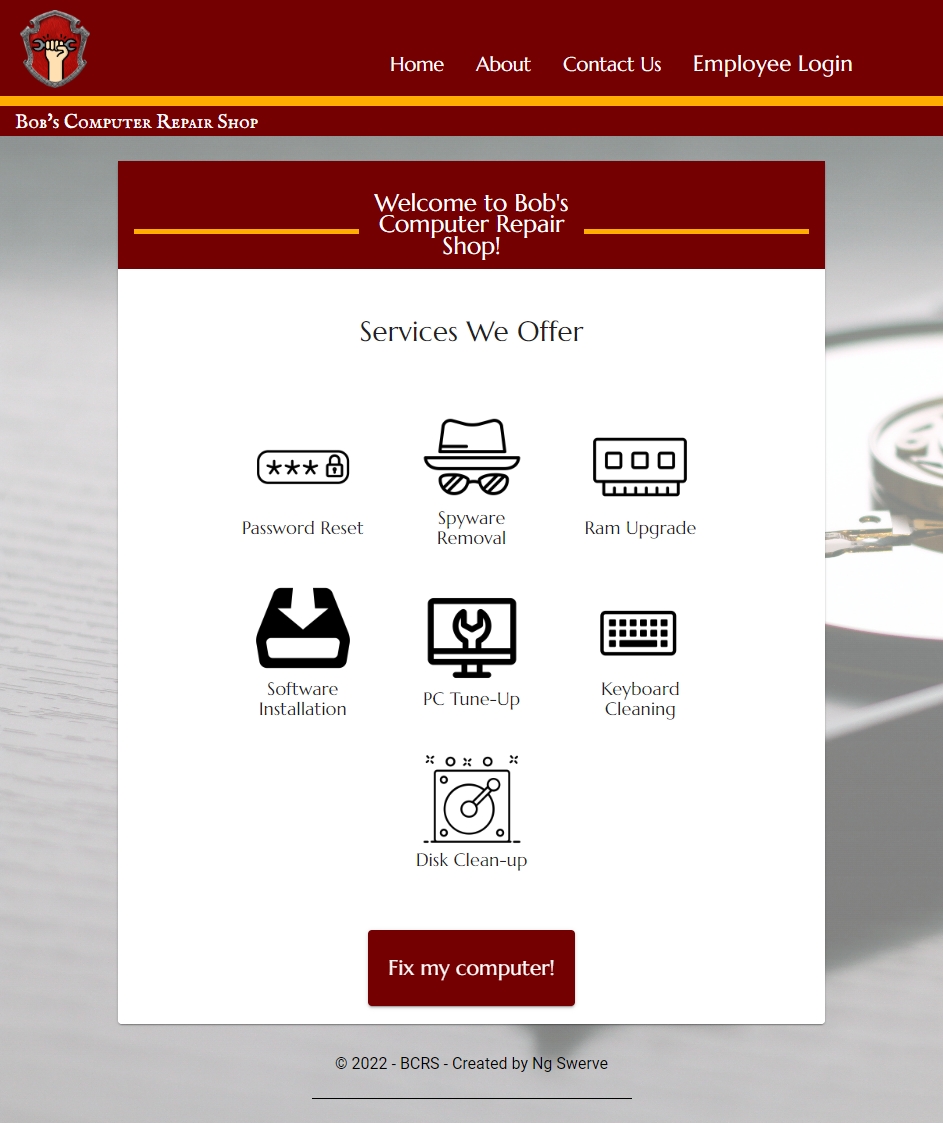 Home About Contact Us Employee Login
Bob's Computer Repair Shop
Welcome to Bob's
Computer Repair
Shop!
Services We Offer
***
Password Reset
Spyware
Removal
Ram Upgrade
Software
Installation
PC Tune-Up
Keyboard
Cleaning
Disk Clean-up
Fix my computer!
© 2022 - BCRS - Created by Ng Swerve